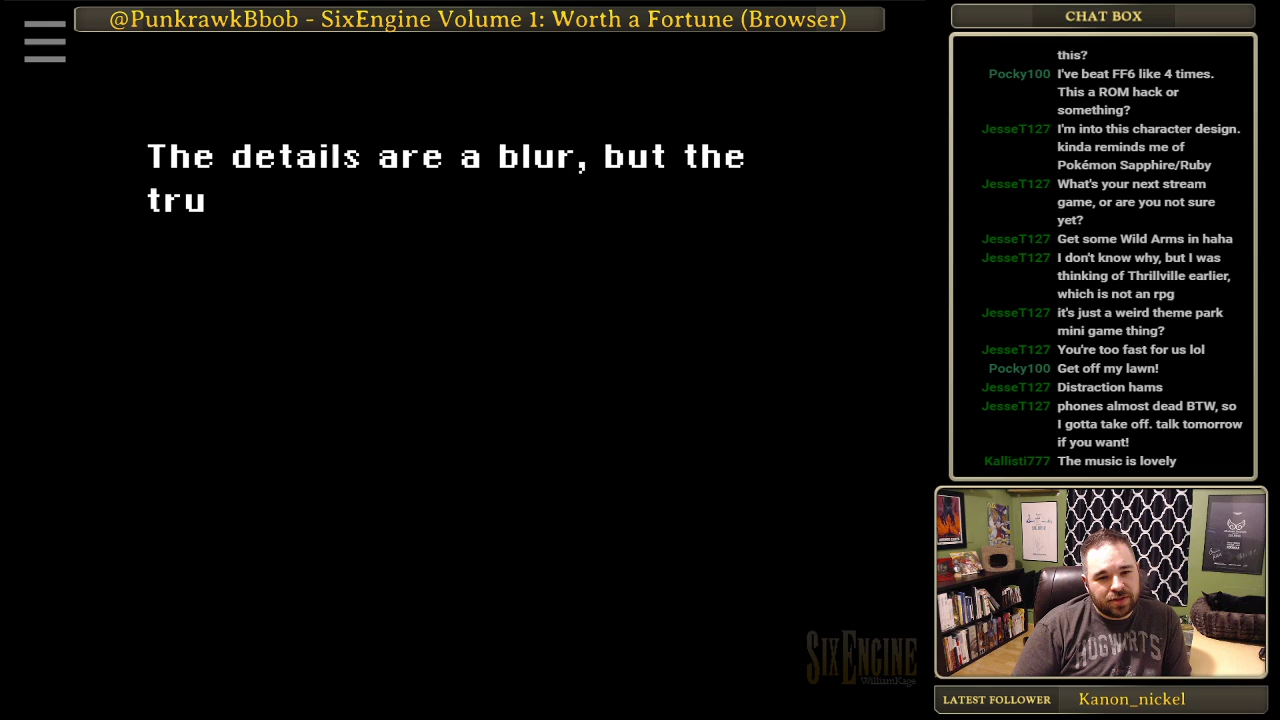 @PunkrawkBbob - SixEngine Volume 1: Worth a Fortune (Browser)
The details are a blur, but the
tru
SIXENGINE
WilliumKage
CHAT BOX
this?
Pocky100 I've beat FF6 like 4 times.
This a ROM hack or
something?
JesseT127 I'm into this character design.
kinda reminds me of
Pokémon Sapphire/Ruby
JesseT127 What's your next stream
game, or are you not sure
yet?
JesseT127 Get some Wild Arms in haha
JesseT127 I don't know why, but I was
thinking of Thrillville earlier,
which is not an rpg
JesseT127 it's just a weird theme park
mini game thing?
JesseT127 You're too fast for us lol
Pocky100 Get off my lawn!
JesseT127 Distraction hams
JesseT127 phones almost dead BTW, so
I gotta take off. talk tomorrow
if you want!
Kallisti777 The music is lovely
HOGWARTS
LATEST FOLLOWER Kanon_nickel